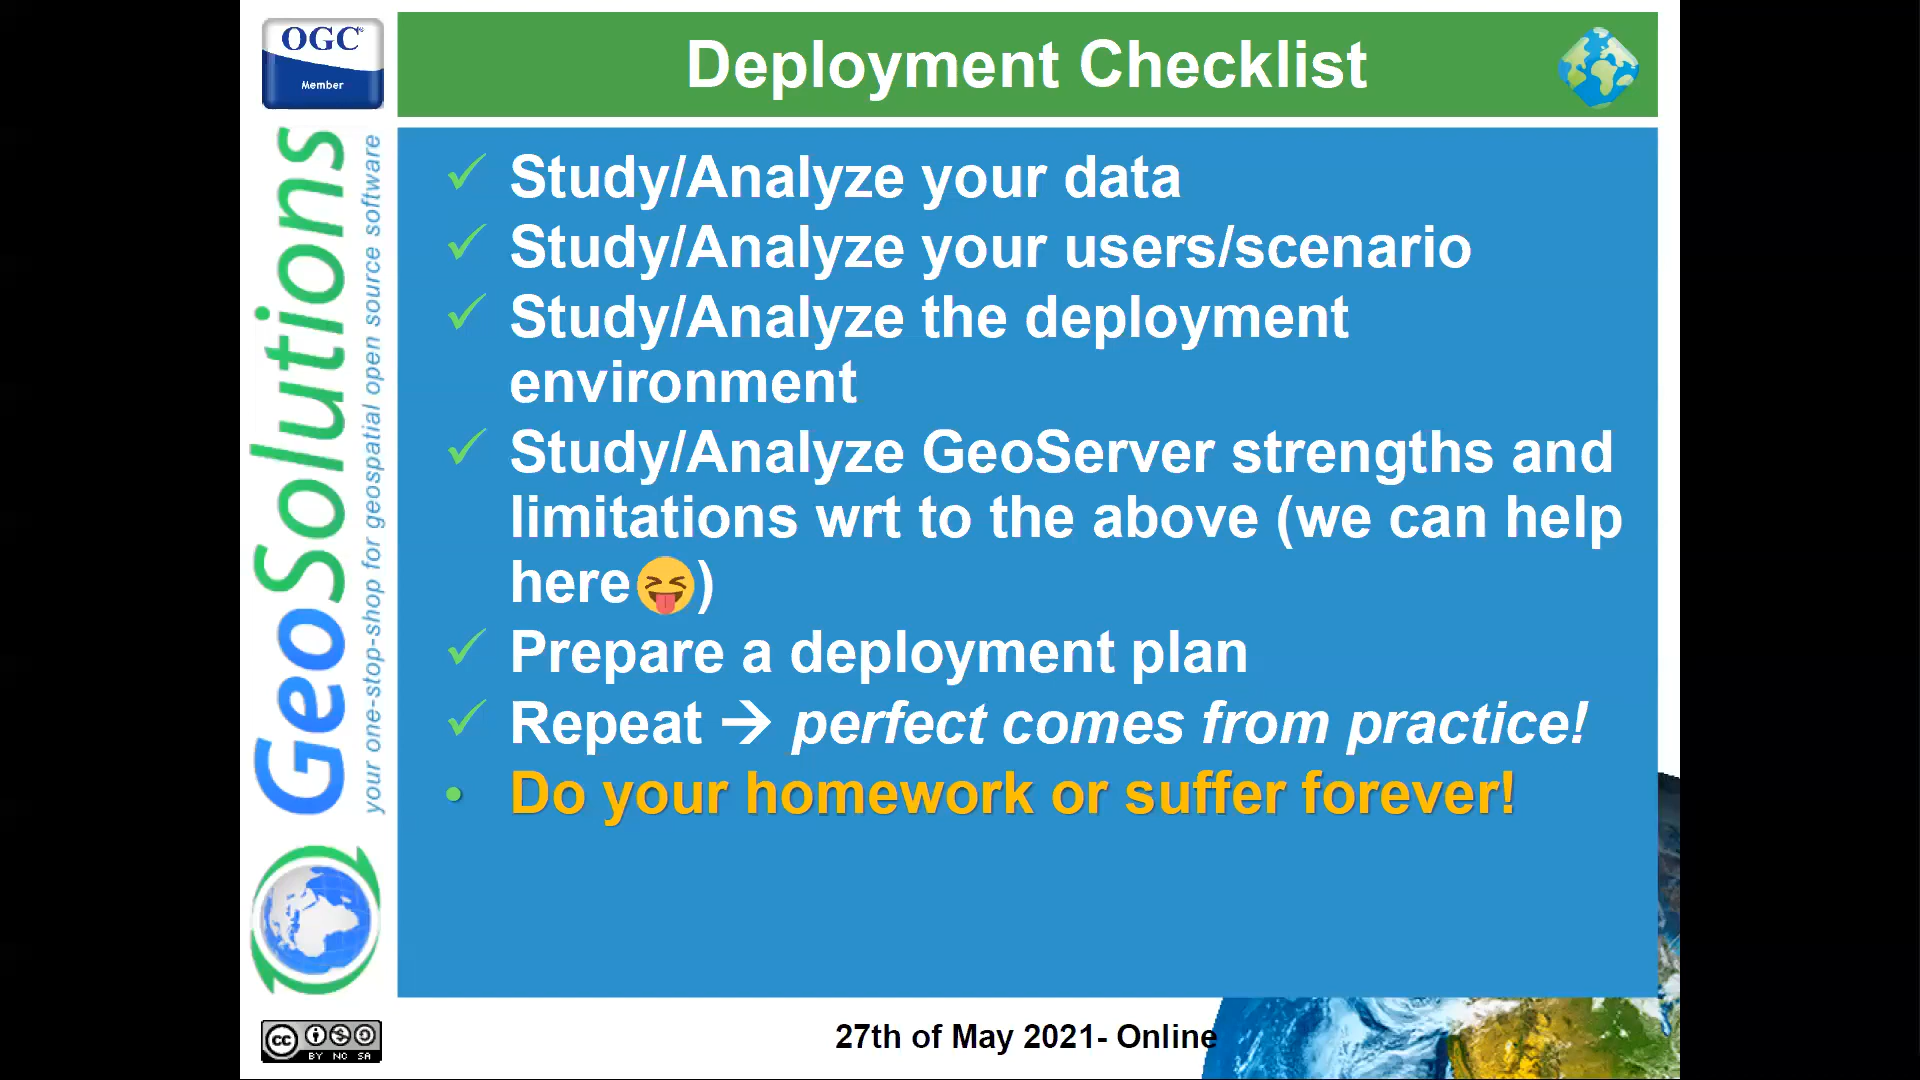 OGC®
Member
Deployment Checklist
GeoSolutions
your one-stop-shop for geospatial open source software
✓ Study/Analyze your data
✓ Study/Analyze your users/scenario
✓ Study/Analyze the deployment
environment
✓ Study/Analyze GeoServer strengths and
limitations wrt to the above (we can help
here😝)
✓ Prepare a deployment plan
✓ Repeat → perfect comes from practice!
• Do your homework or suffer forever!
cc
BY NC SA
27th of May 2021- Online